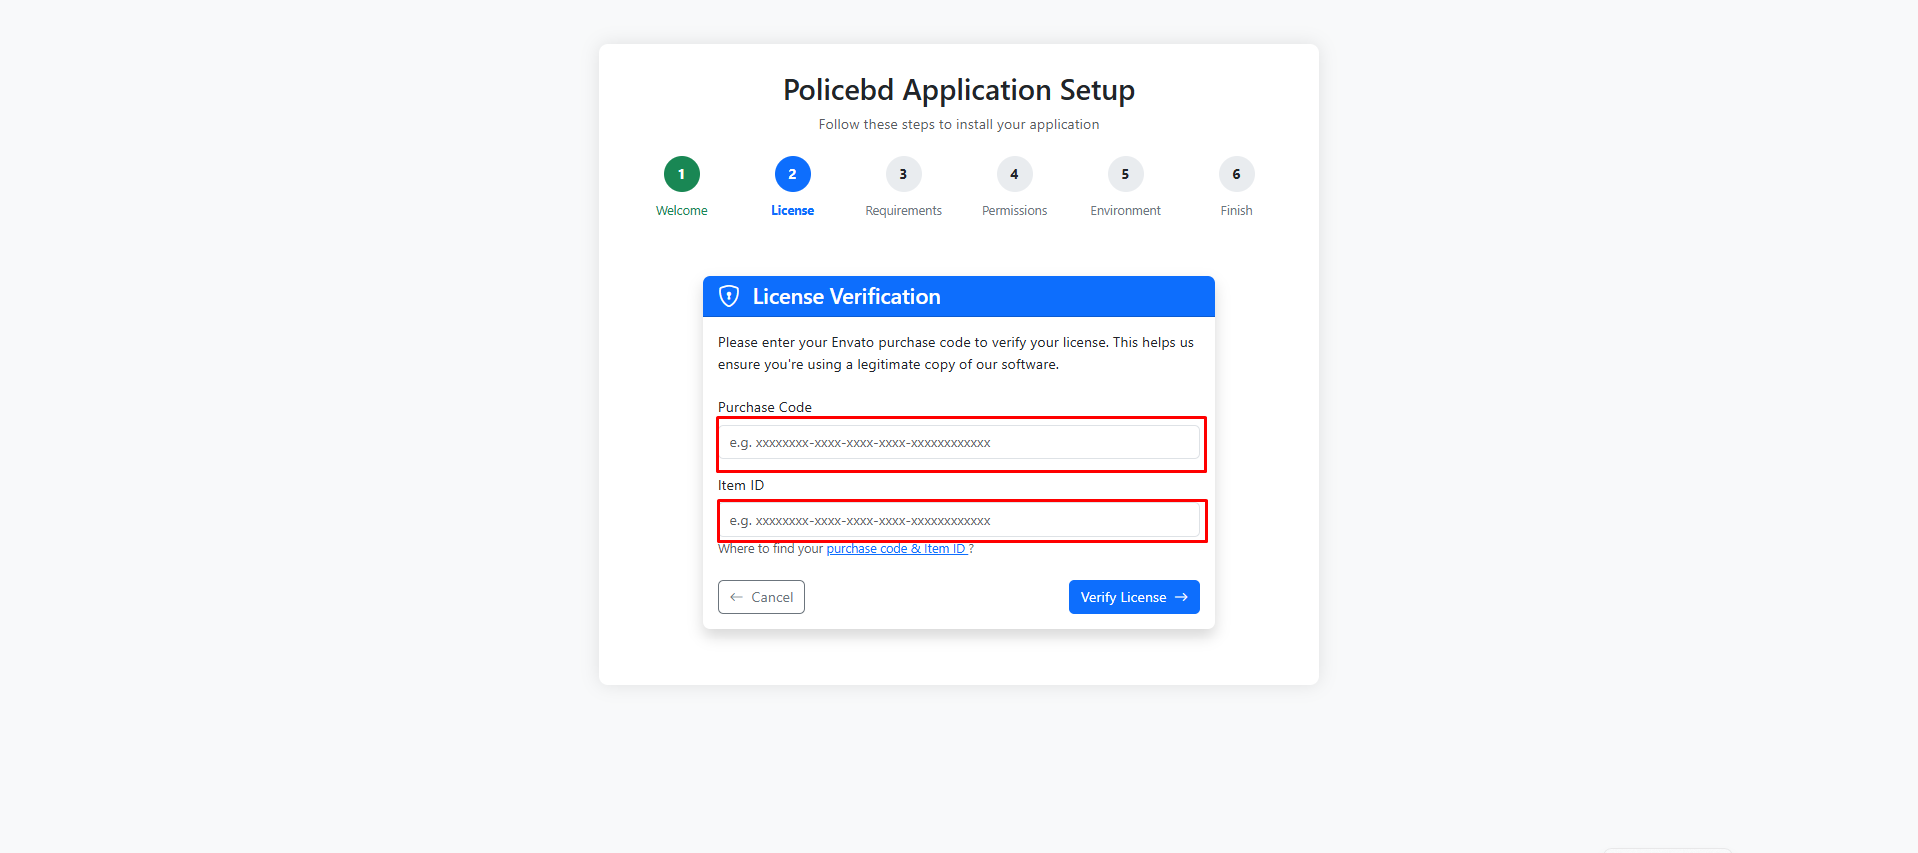 Policebd Application Setup
Follow these steps to install your application
1 2 3 4 5 6
Welcome License Requirements Permissions Environment Finish
License Verification
Please enter your Envato purchase code to verify your license. This helps us
ensure you're using a legitimate copy of our software.
Purchase Code
e.g. xxxxxxxx-xxxx-xxxx-xxxx-xxxxxxxxxxxx
Item ID
e.g. xxxxxxxx-xxxx-xxxx-xxxx-xxxxxxxxxxxx
Where to find your purchase code & Item ID ?
← Cancel Verify License →